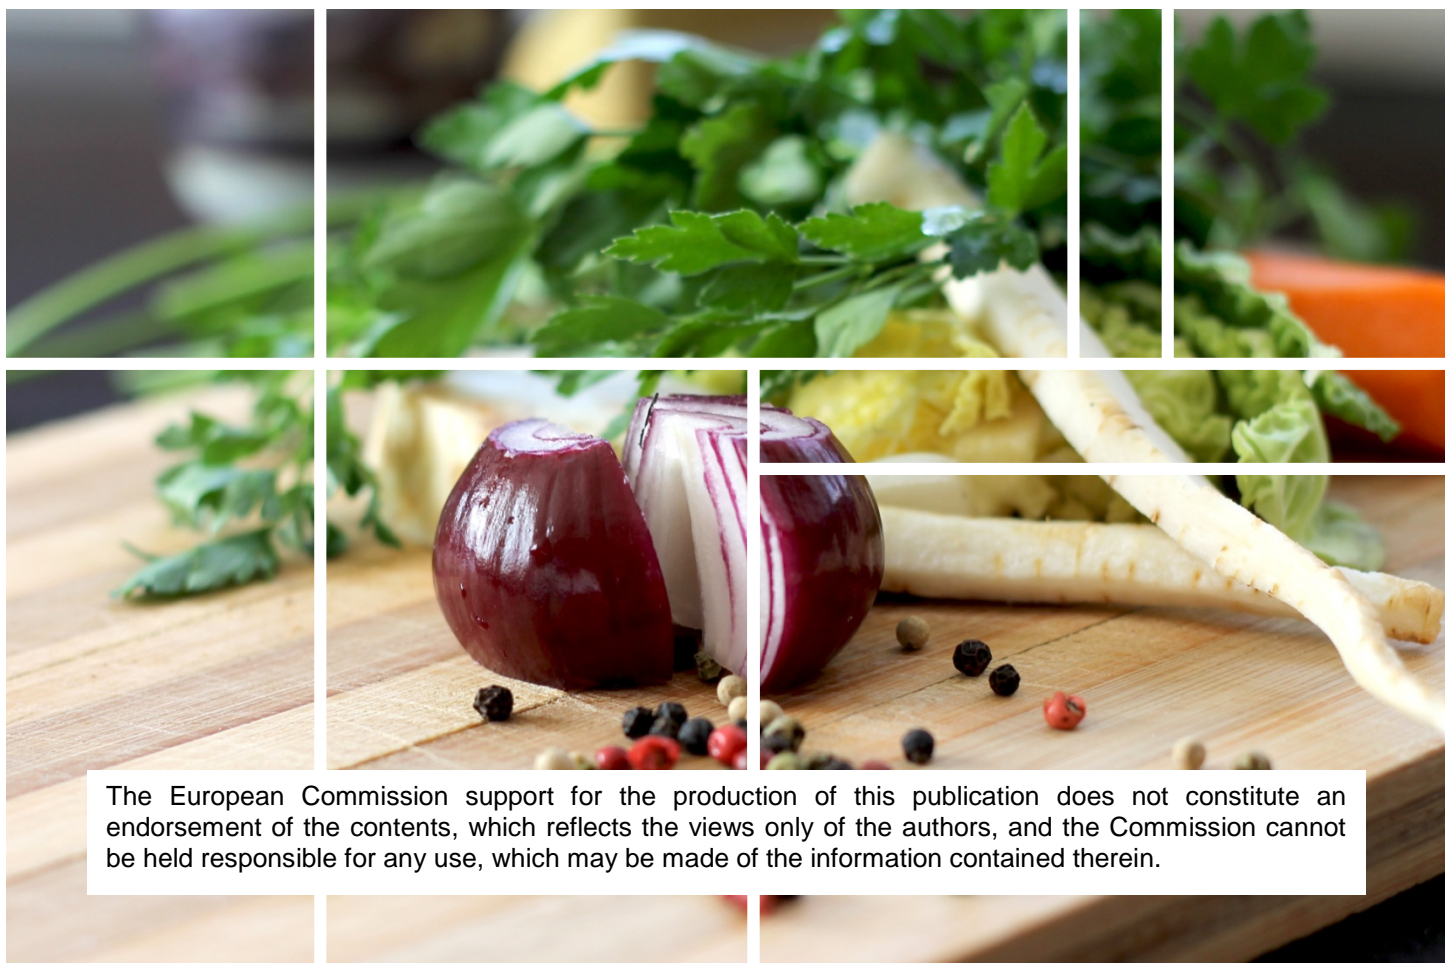 The European Commission support for the production of this publication does not constitute an
endorsement of the contents, which reflects the views only of the authors, and the Commission cannot
be held responsible for any use, which may be made of the information contained therein.